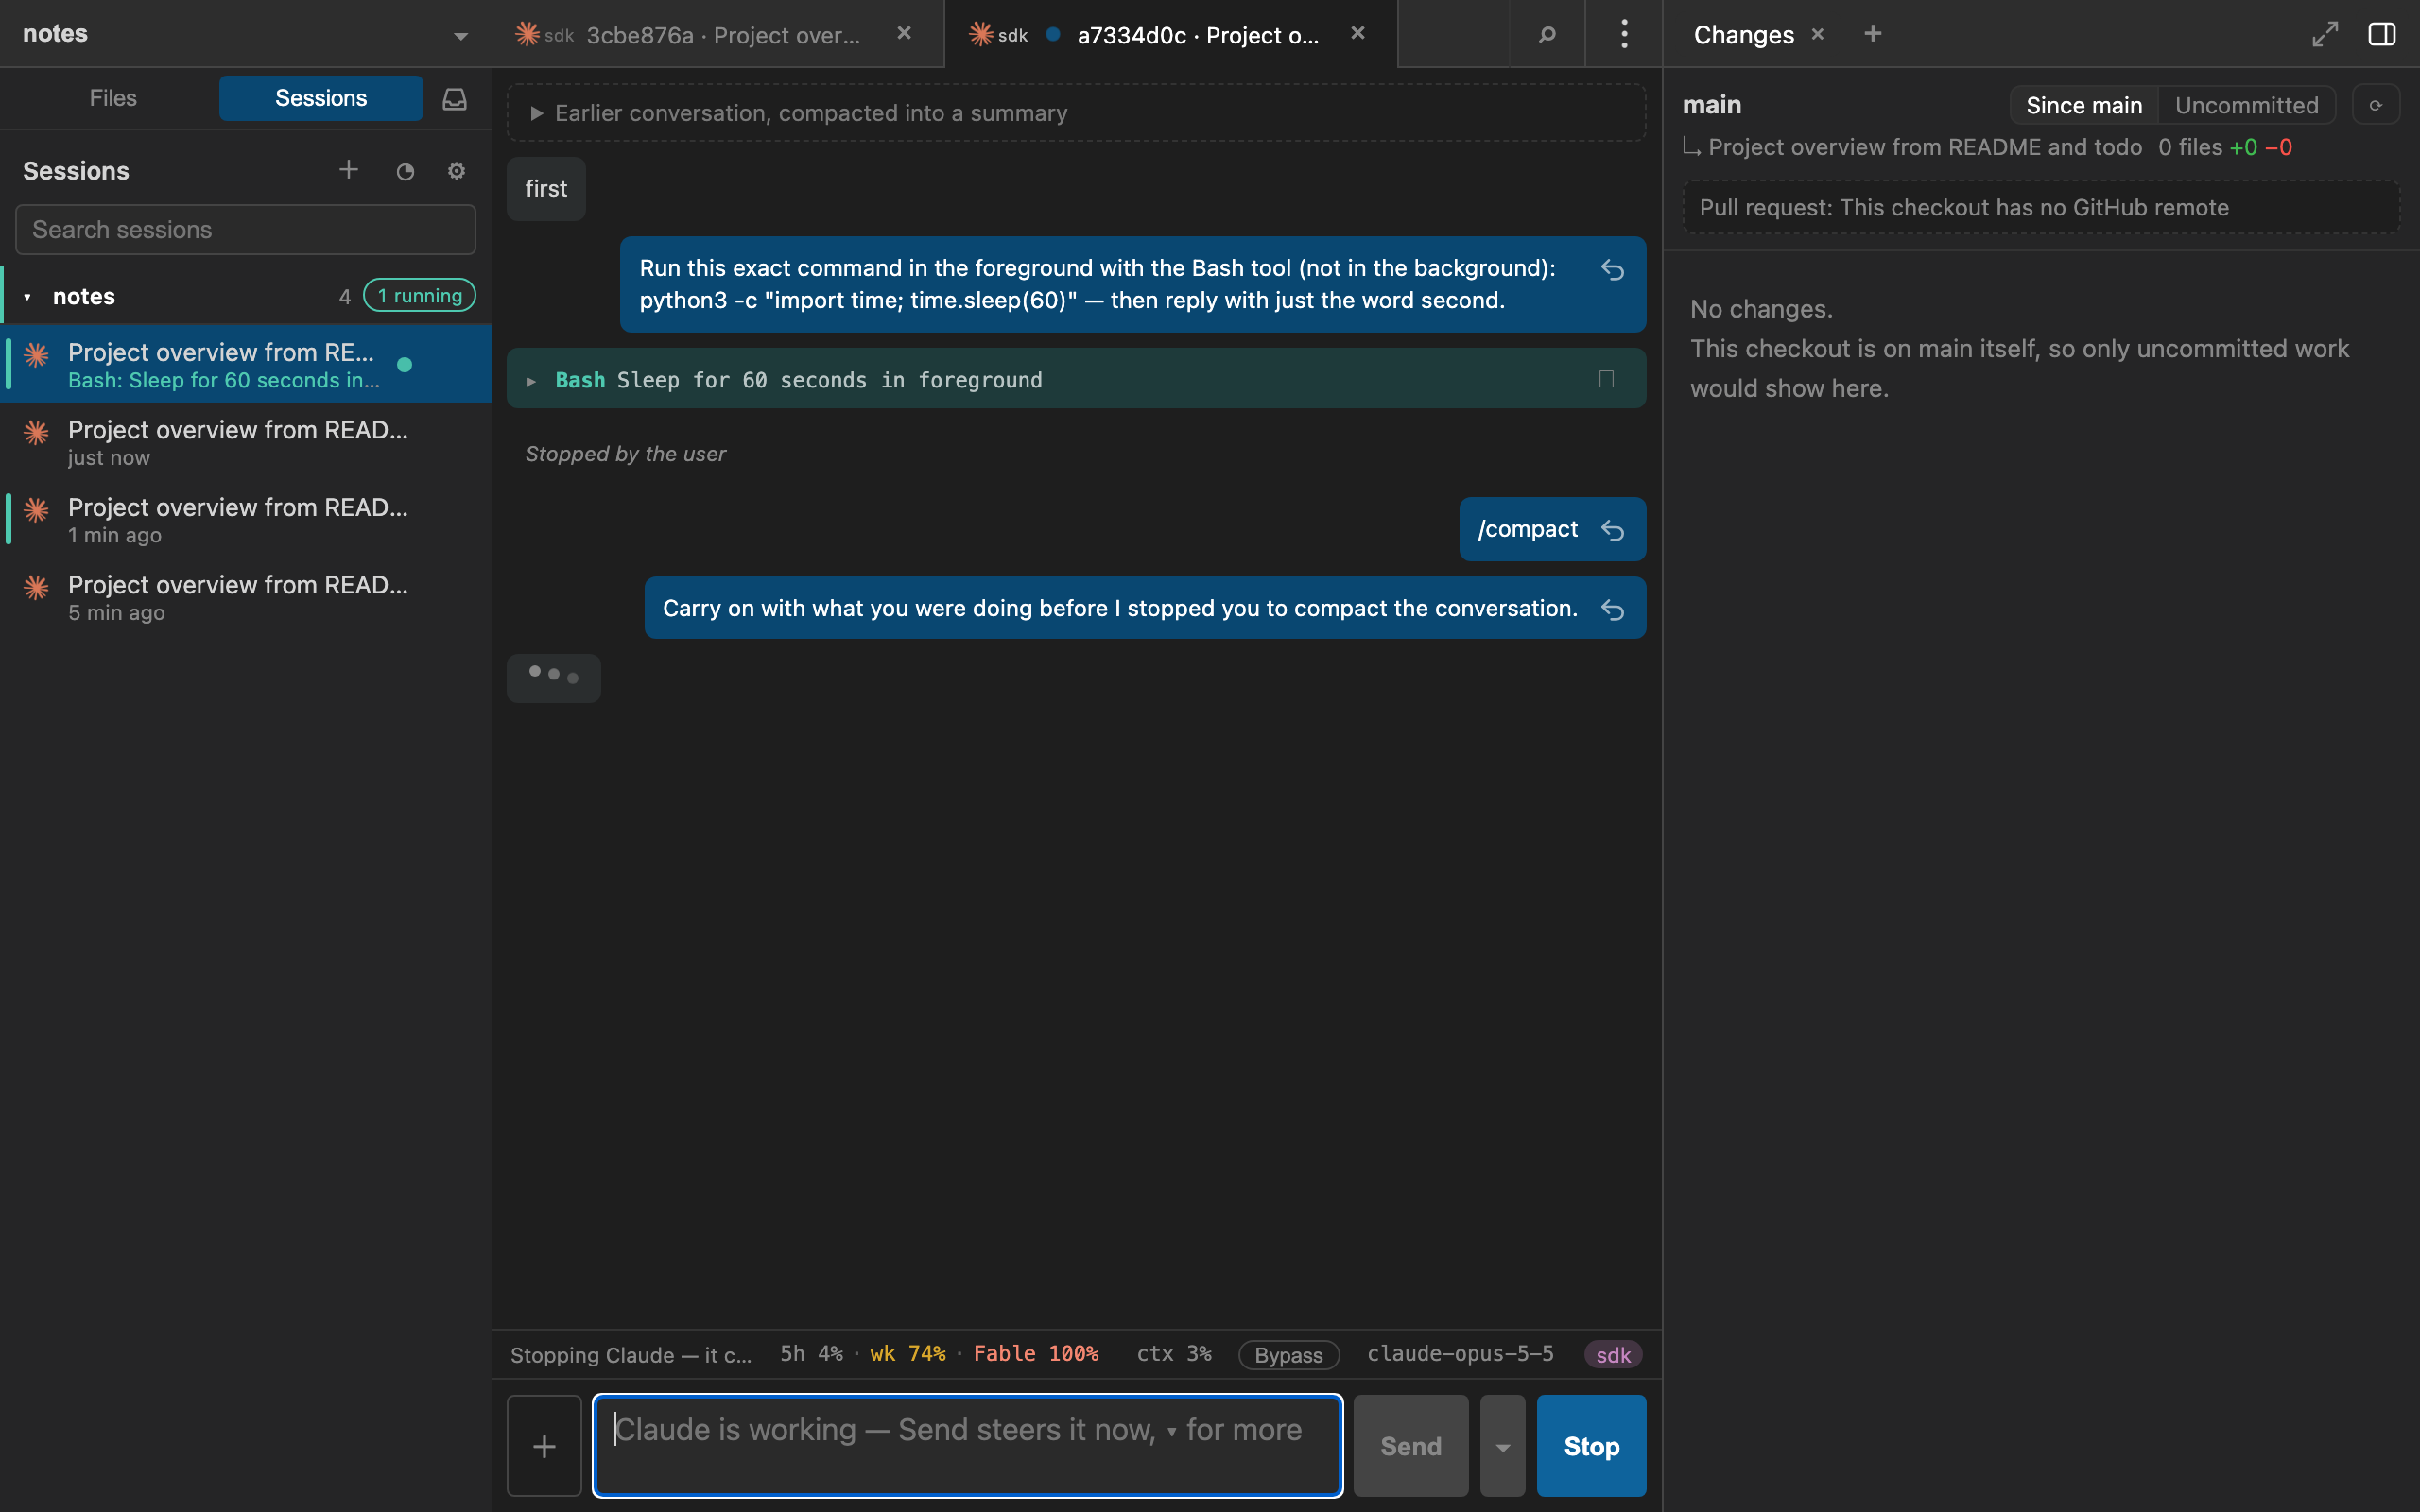 notes
sdk 3cbe876a · Project over...
sdk a7334d0c · Project o...
Changes
Files
Sessions
Sessions
Search sessions
notes 4 1 running
Project overview from RE...
Bash: Sleep for 60 seconds in...
Project overview from READ...
just now
Project overview from READ...
1 min ago
Project overview from READ...
5 min ago
Earlier conversation, compacted into a summary
first
Run this exact command in the foreground with the Bash tool (not in the background):
python3 -c "import time; time.sleep(60)" — then reply with just the word second.
Bash Sleep for 60 seconds in foreground
Stopped by the user
/compact
Carry on with what you were doing before I stopped you to compact the conversation.
Stopping Claude — it c... 5h 4% · wk 74% · Fable 100% ctx 3% Bypass claude-opus-5-5 sdk
Claude is working — Send steers it now, ▾ for more
Send
Stop
main
Since main
Uncommitted
Project overview from README and todo 0 files +0 −0
Pull request: This checkout has no GitHub remote
No changes.
This checkout is on main itself, so only uncommitted work
would show here.